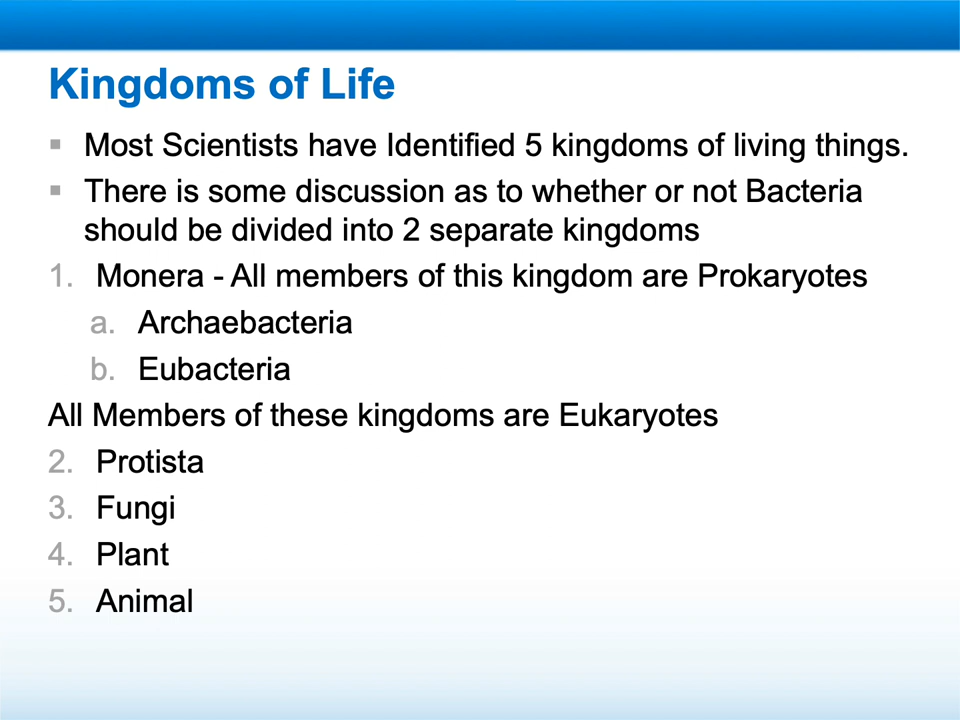 Kingdoms of Life
▪ Most Scientists have Identified 5 kingdoms of living things.
▪ There is some discussion as to whether or not Bacteria
should be divided into 2 separate kingdoms
1. Monera - All members of this kingdom are Prokaryotes
a. Archaebacteria
b. Eubacteria
All Members of these kingdoms are Eukaryotes
2. Protista
3. Fungi
4. Plant
5. Animal